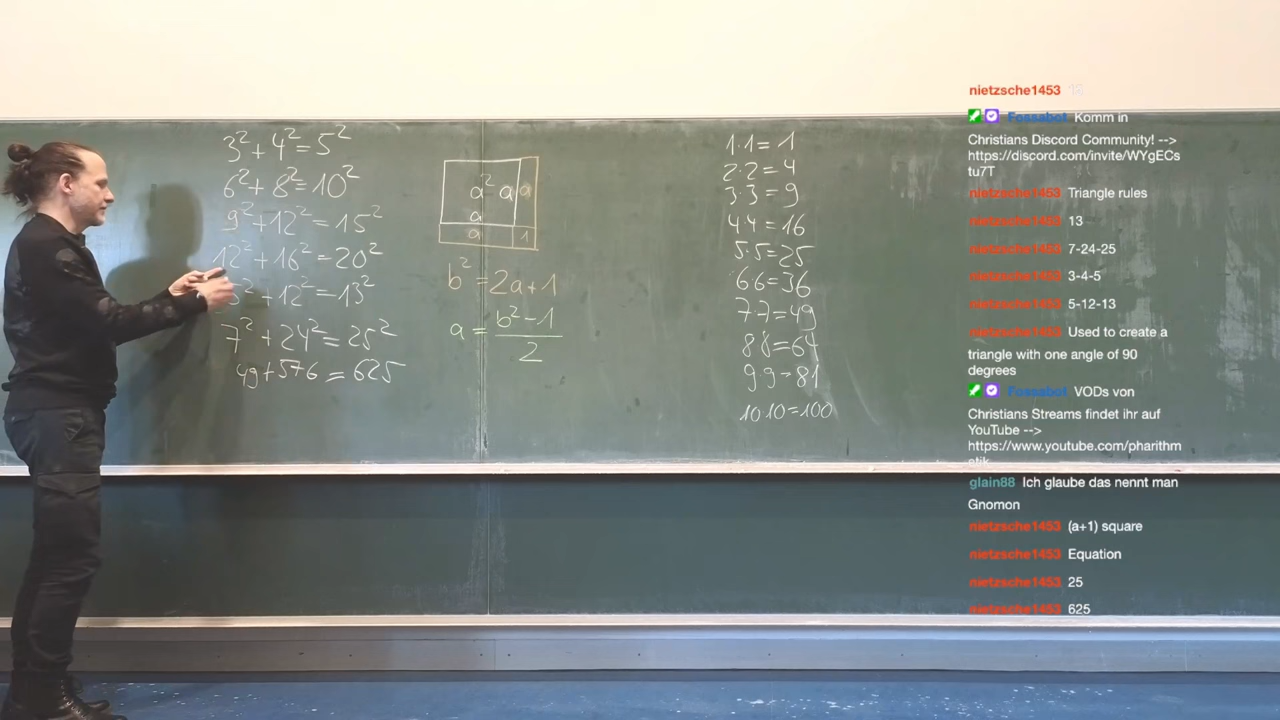 3² + 4² = 5²
6² + 8² = 10²
9² + 12² = 15²
12² + 16² = 20²
5² + 12² = 13²
7² + 24² = 25²
49 + 576 = 625
a² a a
a
a 1
b² = 2a + 1
a = (b² - 1) / 2
1·1 = 1
2·2 = 4
3·3 = 9
4·4 = 16
5·5 = 25
6·6 = 36
7·7 = 49
8·8 = 64
9·9 = 81
10·10 = 100
nietzsche1453
Fossabot Komm in
Christians Discord Community! -->
https://discord.com/invite/WYgECs
tu7T
nietzsche1453 Triangle rules
nietzsche1453 13
nietzsche1453 7-24-25
nietzsche1453 3-4-5
nietzsche1453 5-12-13
nietzsche1453 Used to create a
triangle with one angle of 90
degrees
Fossabot VODs von
Christians Streams findet ihr auf
YouTube -->
https://www.youtube.com/pharithm
etik
glain88 Ich glaube das nennt man
Gnomon
nietzsche1453 (a+1) square
nietzsche1453 Equation
nietzsche1453 25
nietzsche1453 625